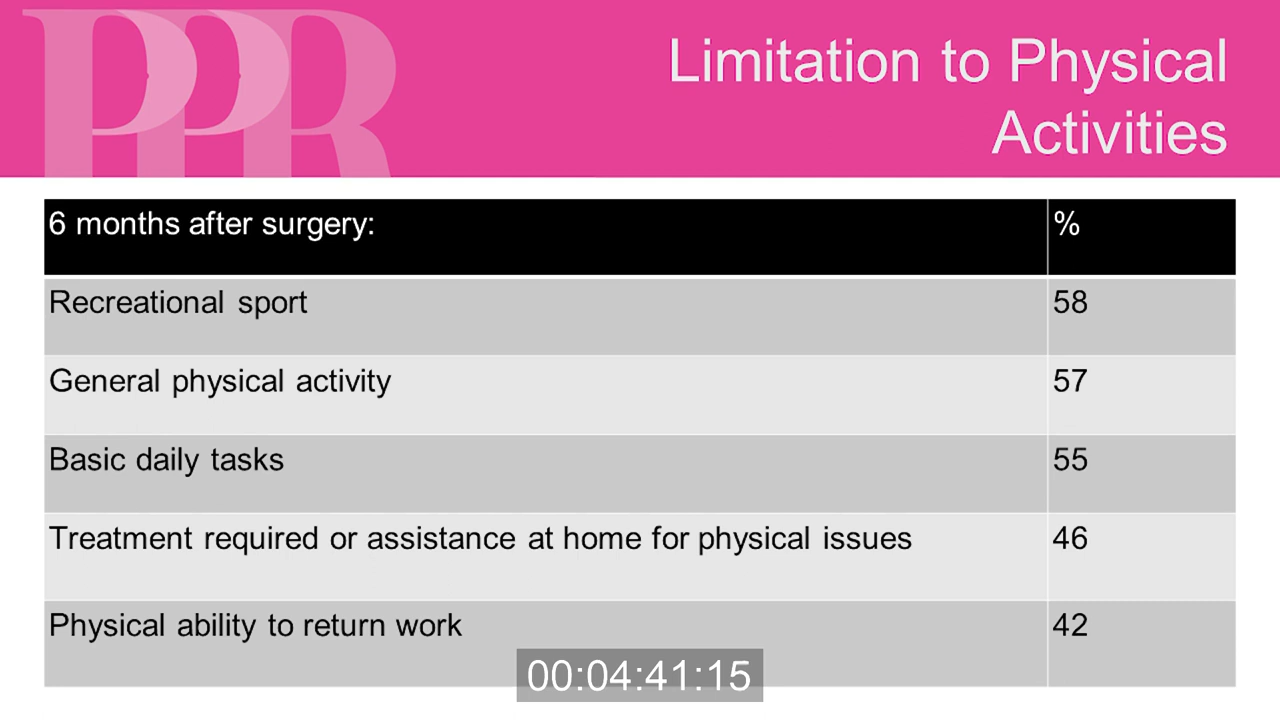 PPR
Limitation to Physical
Activities
6 months after surgery: %
Recreational sport 58
General physical activity 57
Basic daily tasks 55
Treatment required or assistance at home for physical issues 46
Physical ability to return work 42
00:04:41:15